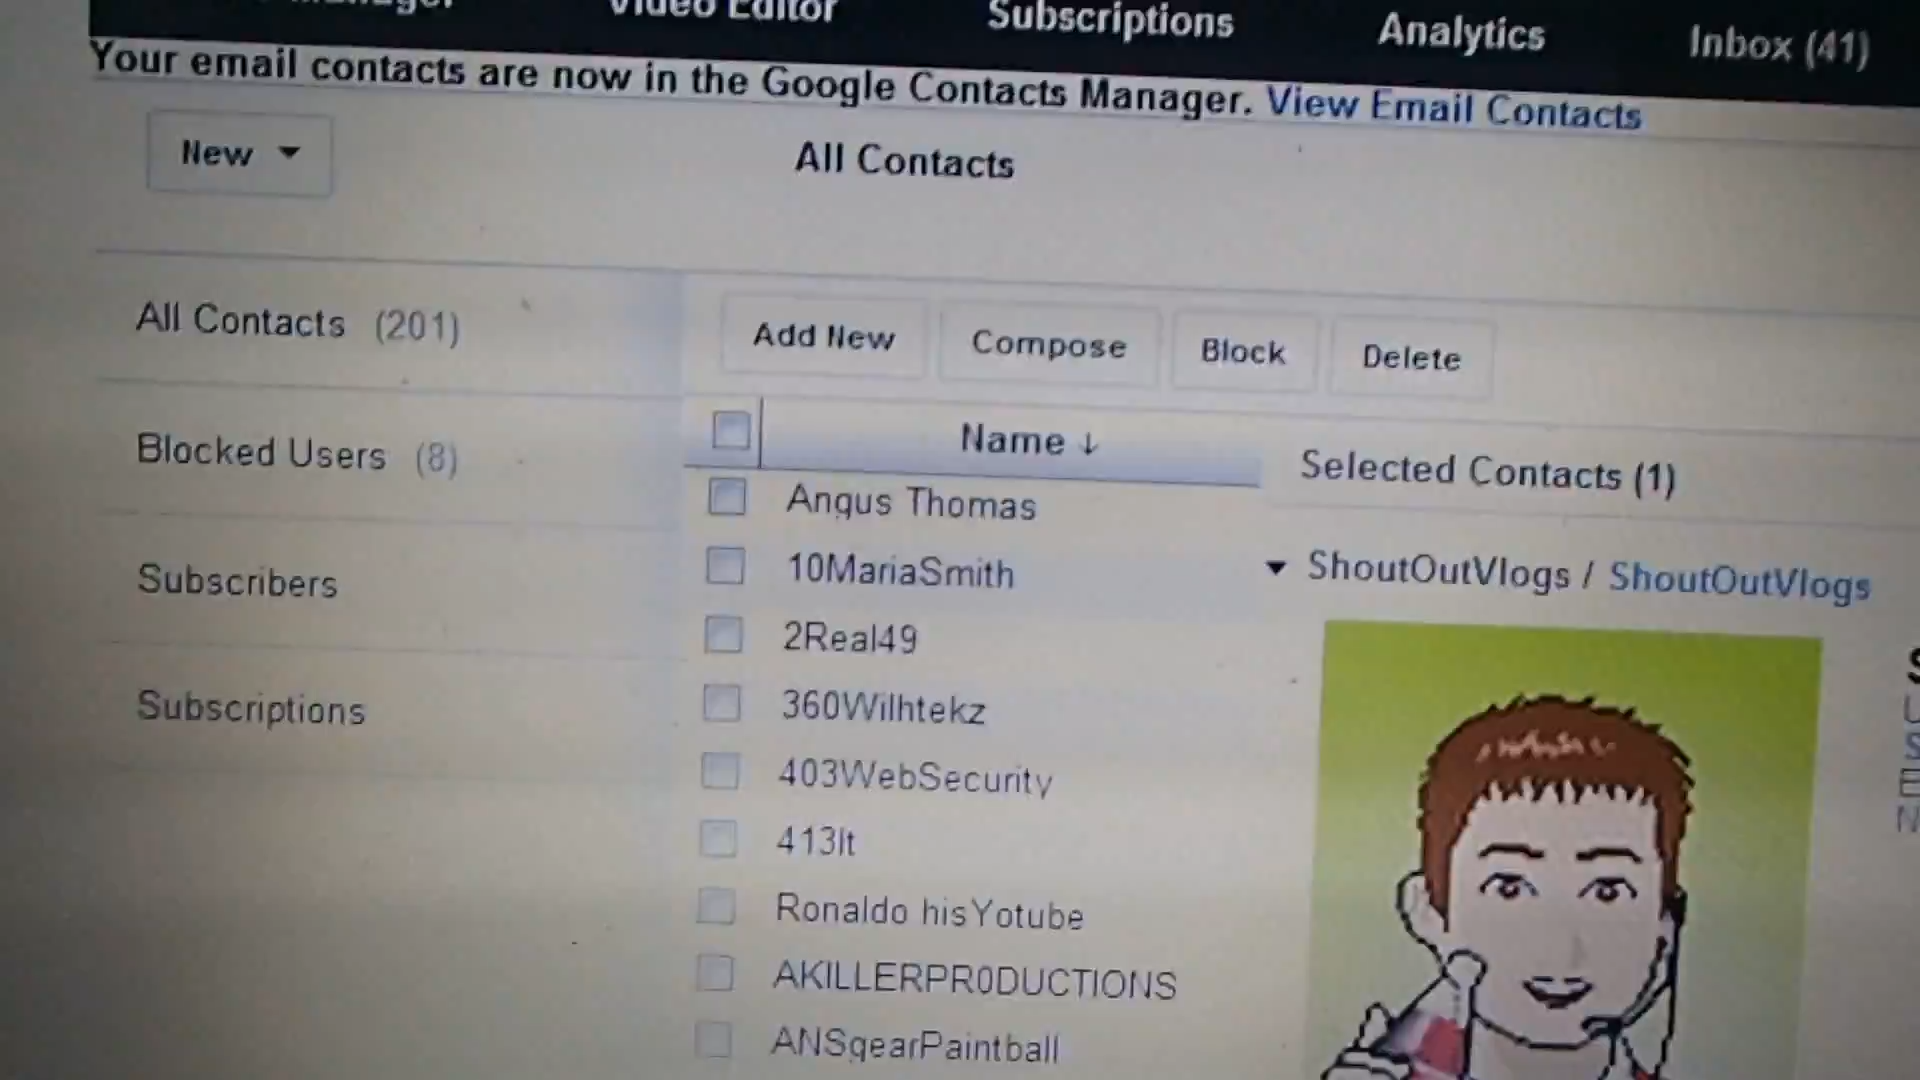 Video Editor Subscriptions Analytics Inbox (41)
Your email contacts are now in the Google Contacts Manager. View Email Contacts
New
All Contacts
All Contacts (201)
Blocked Users (8)
Subscribers
Subscriptions
Add New Compose Block Delete
Name ↓
Angus Thomas
10MariaSmith
2Real49
360Wilhtekz
403WebSecurity
413lt
Ronaldo hisYotube
AKILLERPR0DUCTIONS
ANSgearPaintball
Selected Contacts (1)
ShoutOutVlogs / ShoutOutVlogs